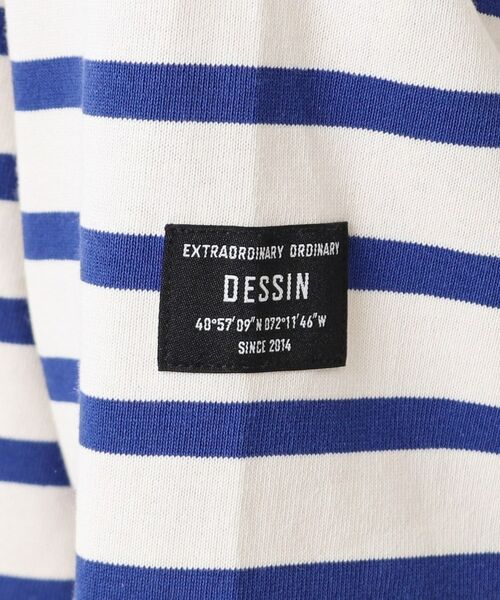 EXTRAORDINARY ORDINARY
DESSIN
40°57'09"N 072°11'46"W
SINCE 2014